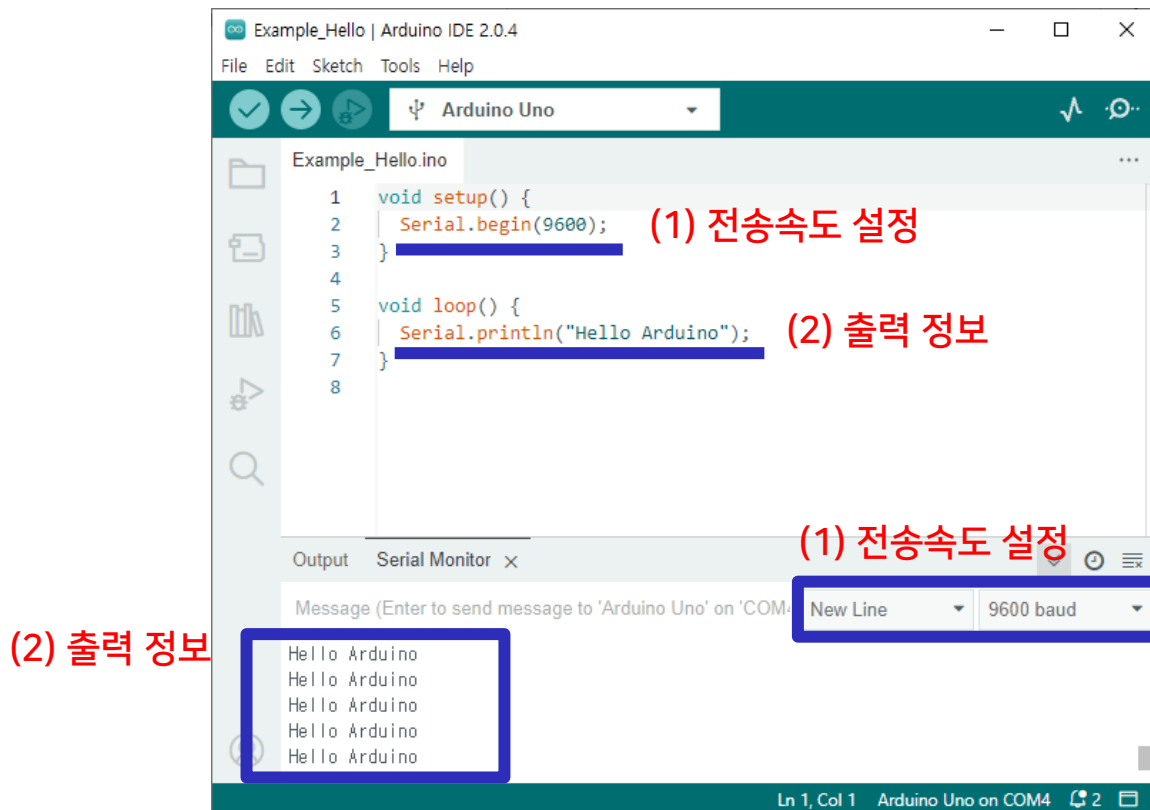 Example_Hello | Arduino IDE 2.0.4
File Edit Sketch Tools Help
Arduino Uno
Example_Hello.ino
1 void setup() {
2 Serial.begin(9600);
(1) 전송속도 설정
3 }
4
5 void loop() {
6 Serial.println("Hello Arduino");
(2) 출력 정보
7 }
8
(1) 전송속도 설정
Output Serial Monitor
Message (Enter to send message to 'Arduino Uno' on 'COM4 New Line 9600 baud
(2) 출력 정보
Hello Arduino
Hello Arduino
Hello Arduino
Hello Arduino
Hello Arduino
Ln 1, Col 1 Arduino Uno on COM4 2